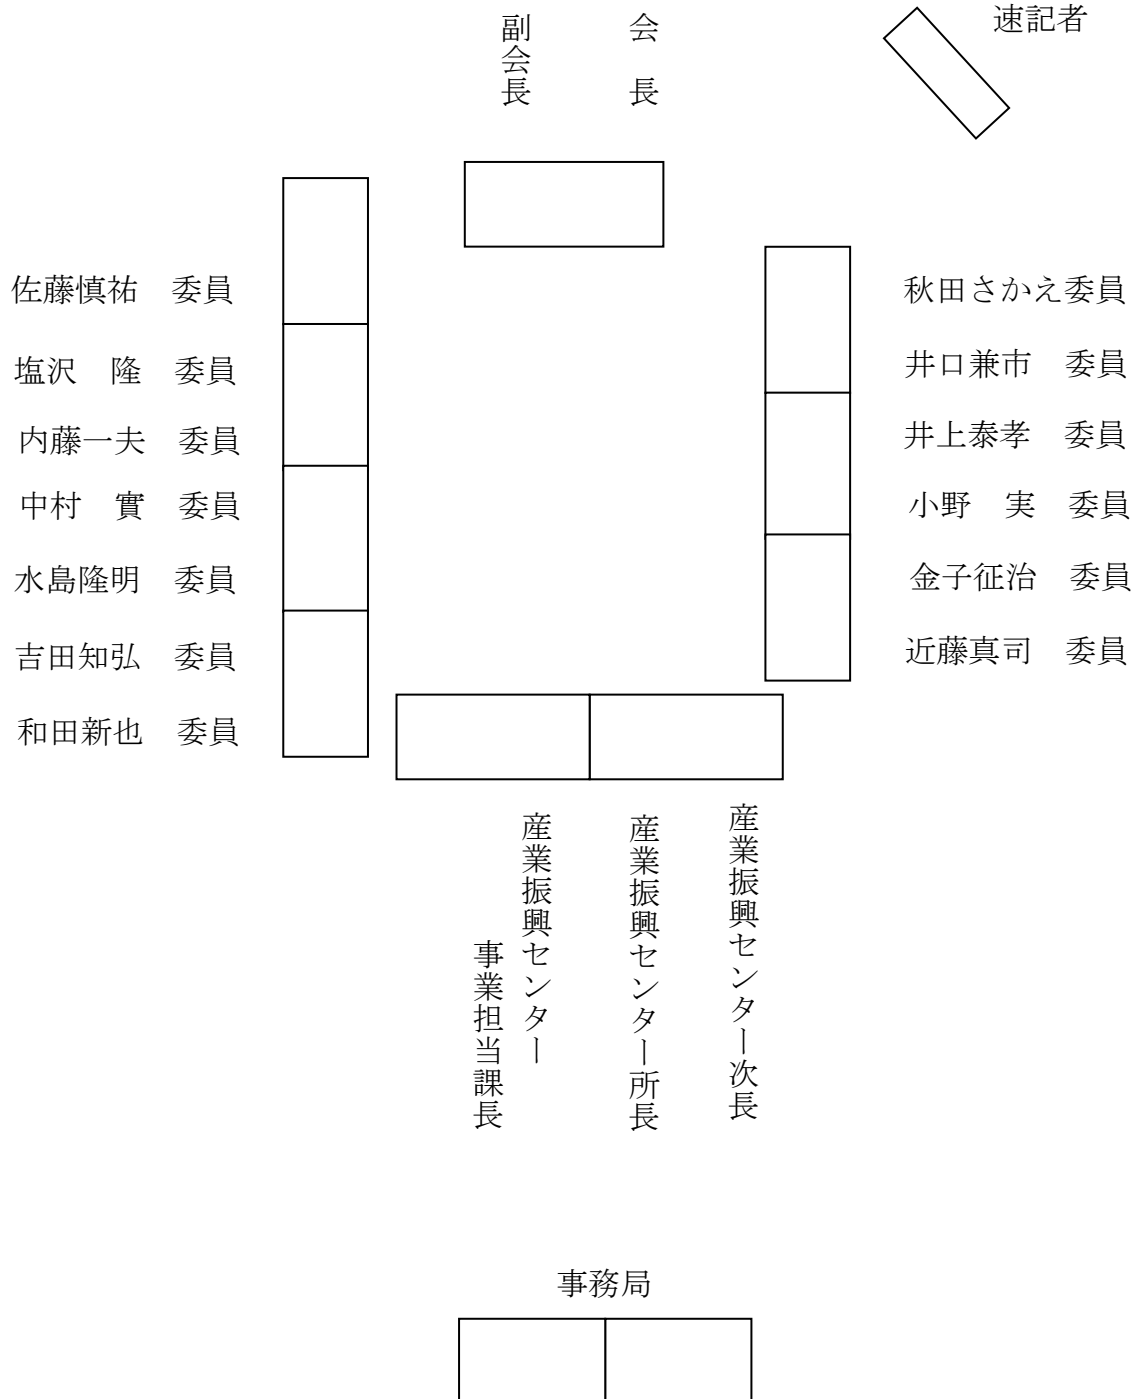 速記者
会　長
副会長
佐藤慎祐　委員
塩沢　隆　委員
内藤一夫　委員
中村　實　委員
水島隆明　委員
吉田知弘　委員
和田新也　委員
秋田さかえ委員
井口兼市　委員
井上泰孝　委員
小野　実　委員
金子征治　委員
近藤真司　委員
産業振興センター次長
産業振興センター所長
産業振興センター
事業担当課長
事務局